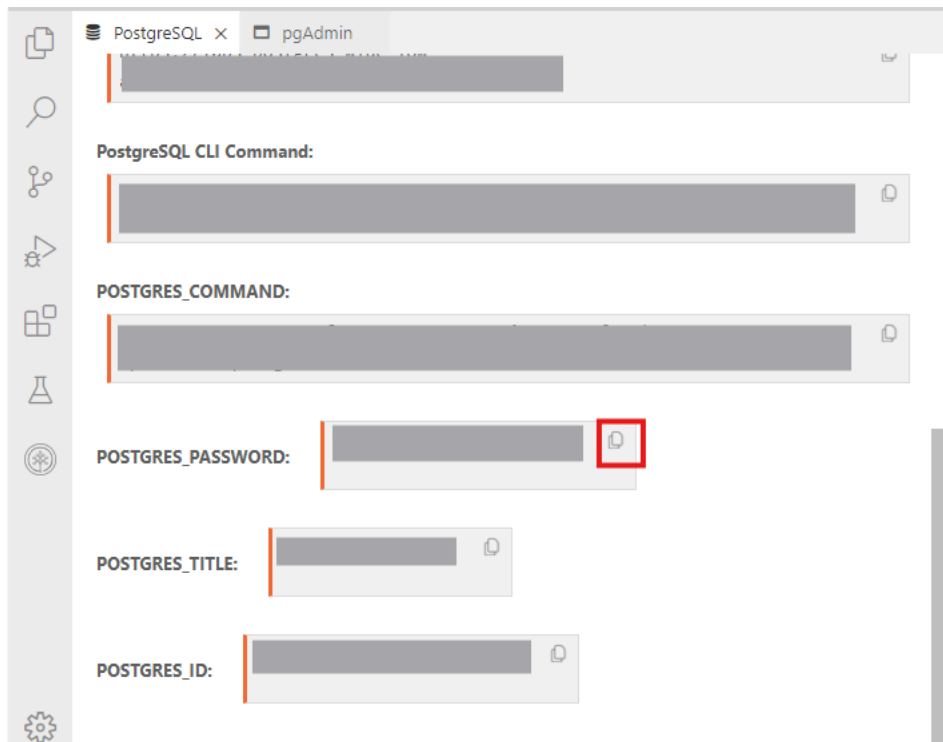 PostgreSQL
pgAdmin
PostgreSQL CLI Command:
POSTGRES_COMMAND:
POSTGRES_PASSWORD:
POSTGRES_TITLE:
POSTGRES_ID: